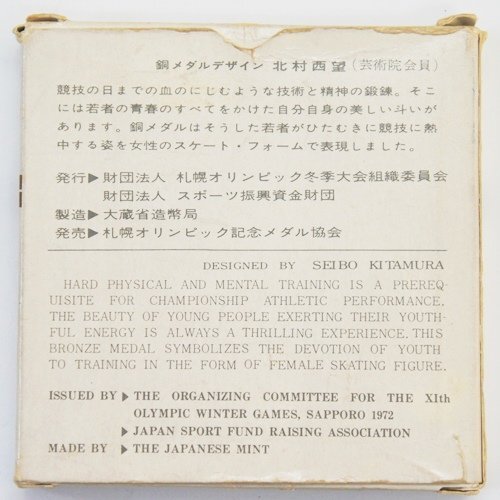 銅メダルデザイン 北村西望(芸術院会員)
競技の日までの血のにじむような技術と精神の鍛錬。そこ
には若者の青春のすべてをかけた自分自身の美しい斗いが
あります。銅メダルはそうした若者がひたむきに競技に熱
中する姿を女性のスケート・フォームで表現しました。
発行▶財団法人 札幌オリンピック冬季大会組織委員会
財団法人 スポーツ振興資金財団
製造▶大蔵省造幣局
発売▶札幌オリンピック記念メダル協会
DESIGNED BY SEIBO KITAMURA
HARD PHYSICAL AND MENTAL TRAINING IS A PREREQ-
UISITE FOR CHAMPIONSHIP ATHLETIC PERFORMANCE.
THE BEAUTY OF YOUNG PEOPLE EXERTING THEIR YOUTH-
FUL ENERGY IS ALWAYS A THRILLING EXPERIENCE. THIS
BRONZE MEDAL SYMBOLIZES THE DEVOTION OF YOUTH
TO TRAINING IN THE FORM OF FEMALE SKATING FIGURE.
ISSUED BY ▶ THE ORGANIZING COMMITTEE FOR THE XIth
OLYMPIC WINTER GAMES, SAPPORO 1972
▶ JAPAN SPORT FUND RAISING ASSOCIATION
MADE BY ▶ THE JAPANESE MINT